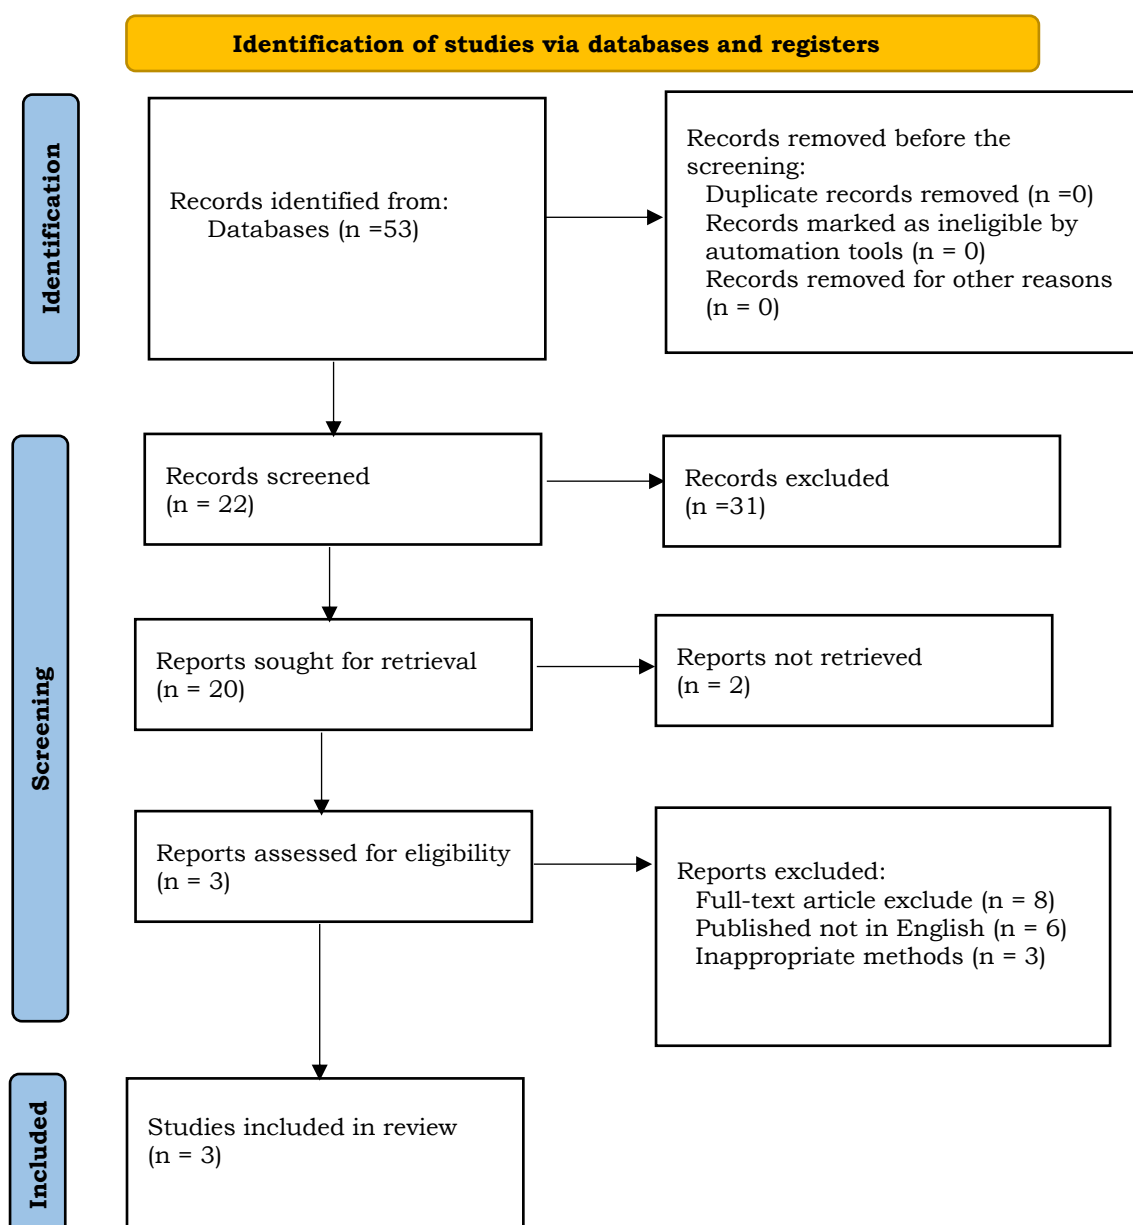 Identification of studies via databases and registers
Identification
Records identified from:
Databases (n =53)
Records removed before the
screening:
Duplicate records removed (n =0)
Records marked as ineligible by
automation tools (n = 0)
Records removed for other reasons
(n = 0)
Screening
Records screened
(n = 22)
Records excluded
(n =31)
Reports sought for retrieval
(n = 20)
Reports not retrieved
(n = 2)
Reports assessed for eligibility
(n = 3)
Reports excluded:
Full-text article exclude (n = 8)
Published not in English (n = 6)
Inappropriate methods (n = 3)
Included
Studies included in review
(n = 3)